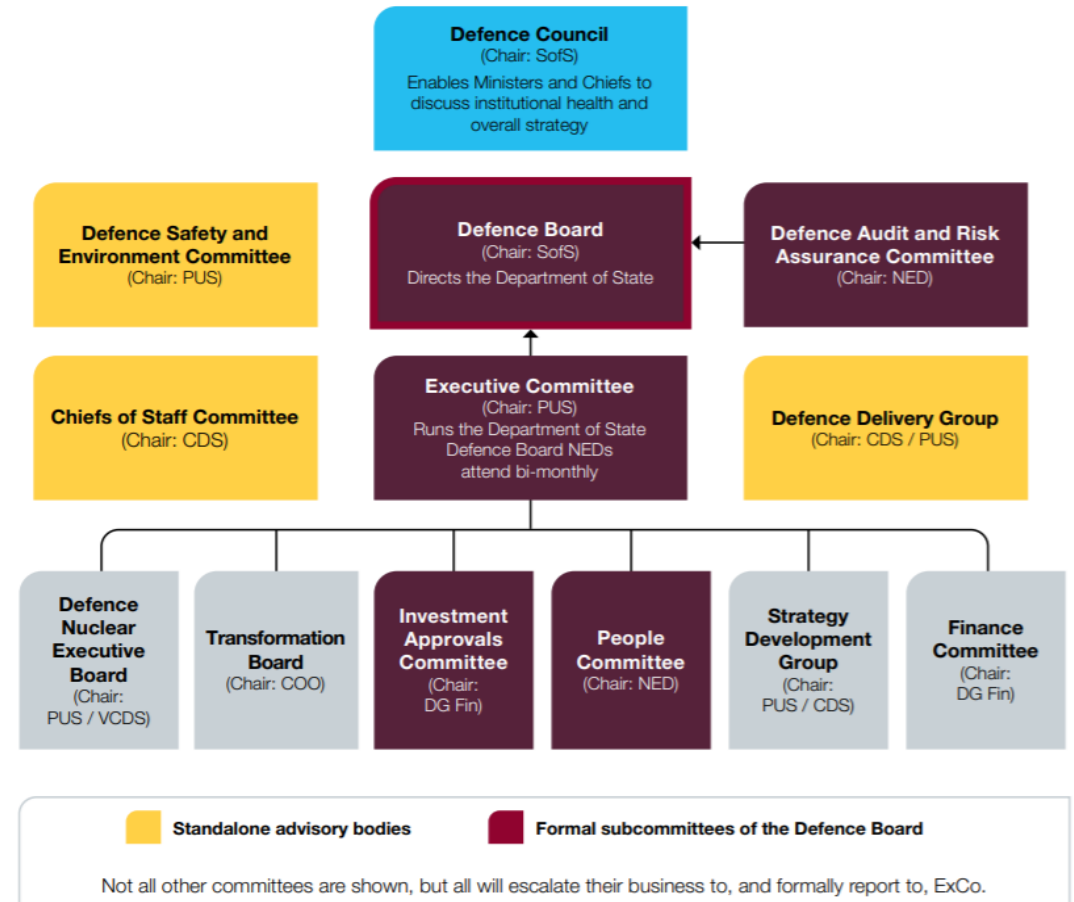 Defence Council
(Chair: SofS)
Enables Ministers and Chiefs to
discuss institutional health and
overall strategy
Defence Safety and
Environment Committee
(Chair: PUS)
Defence Board
(Chair: SofS)
Directs the Department of State
Defence Audit and Risk
Assurance Committee
(Chair: NED)
Chiefs of Staff Committee
(Chair: CDS)
Executive Committee
(Chair: PUS)
Runs the Department of State
Defence Board NEDs
attend bi-monthly
Defence Delivery Group
(Chair: CDS / PUS)
Defence
Nuclear
Executive
Board
(Chair:
PUS / VCDS)
Transformation
Board
(Chair: COO)
Investment
Approvals
Committee
(Chair:
DG Fin)
People
Committee
(Chair: NED)
Strategy
Development
Group
(Chair:
PUS / CDS)
Finance
Committee
(Chair:
DG Fin)
Standalone advisory bodies
Formal subcommittees of the Defence Board
Not all other committees are shown, but all will escalate their business to, and formally report to, ExCo.